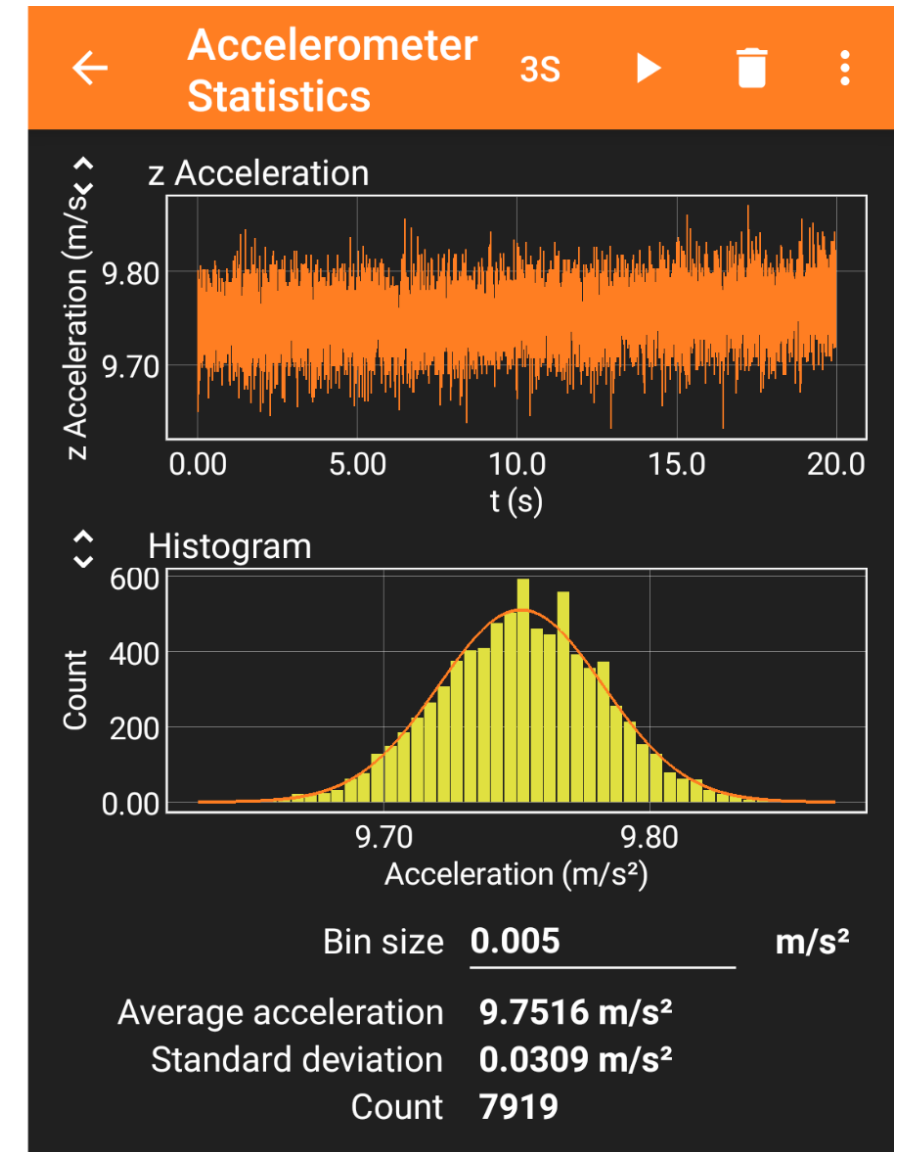 Accelerometer
Statistics
3S
z Acceleration
z Acceleration (m/s
9.80
9.70
0.00 5.00 10.0 15.0 20.0
t (s)
Histogram
Count
600
400
200
0.00
9.70 9.80
Acceleration (m/s²)
Bin size 0.005 m/s²
Average acceleration 9.7516 m/s²
Standard deviation 0.0309 m/s²
Count 7919